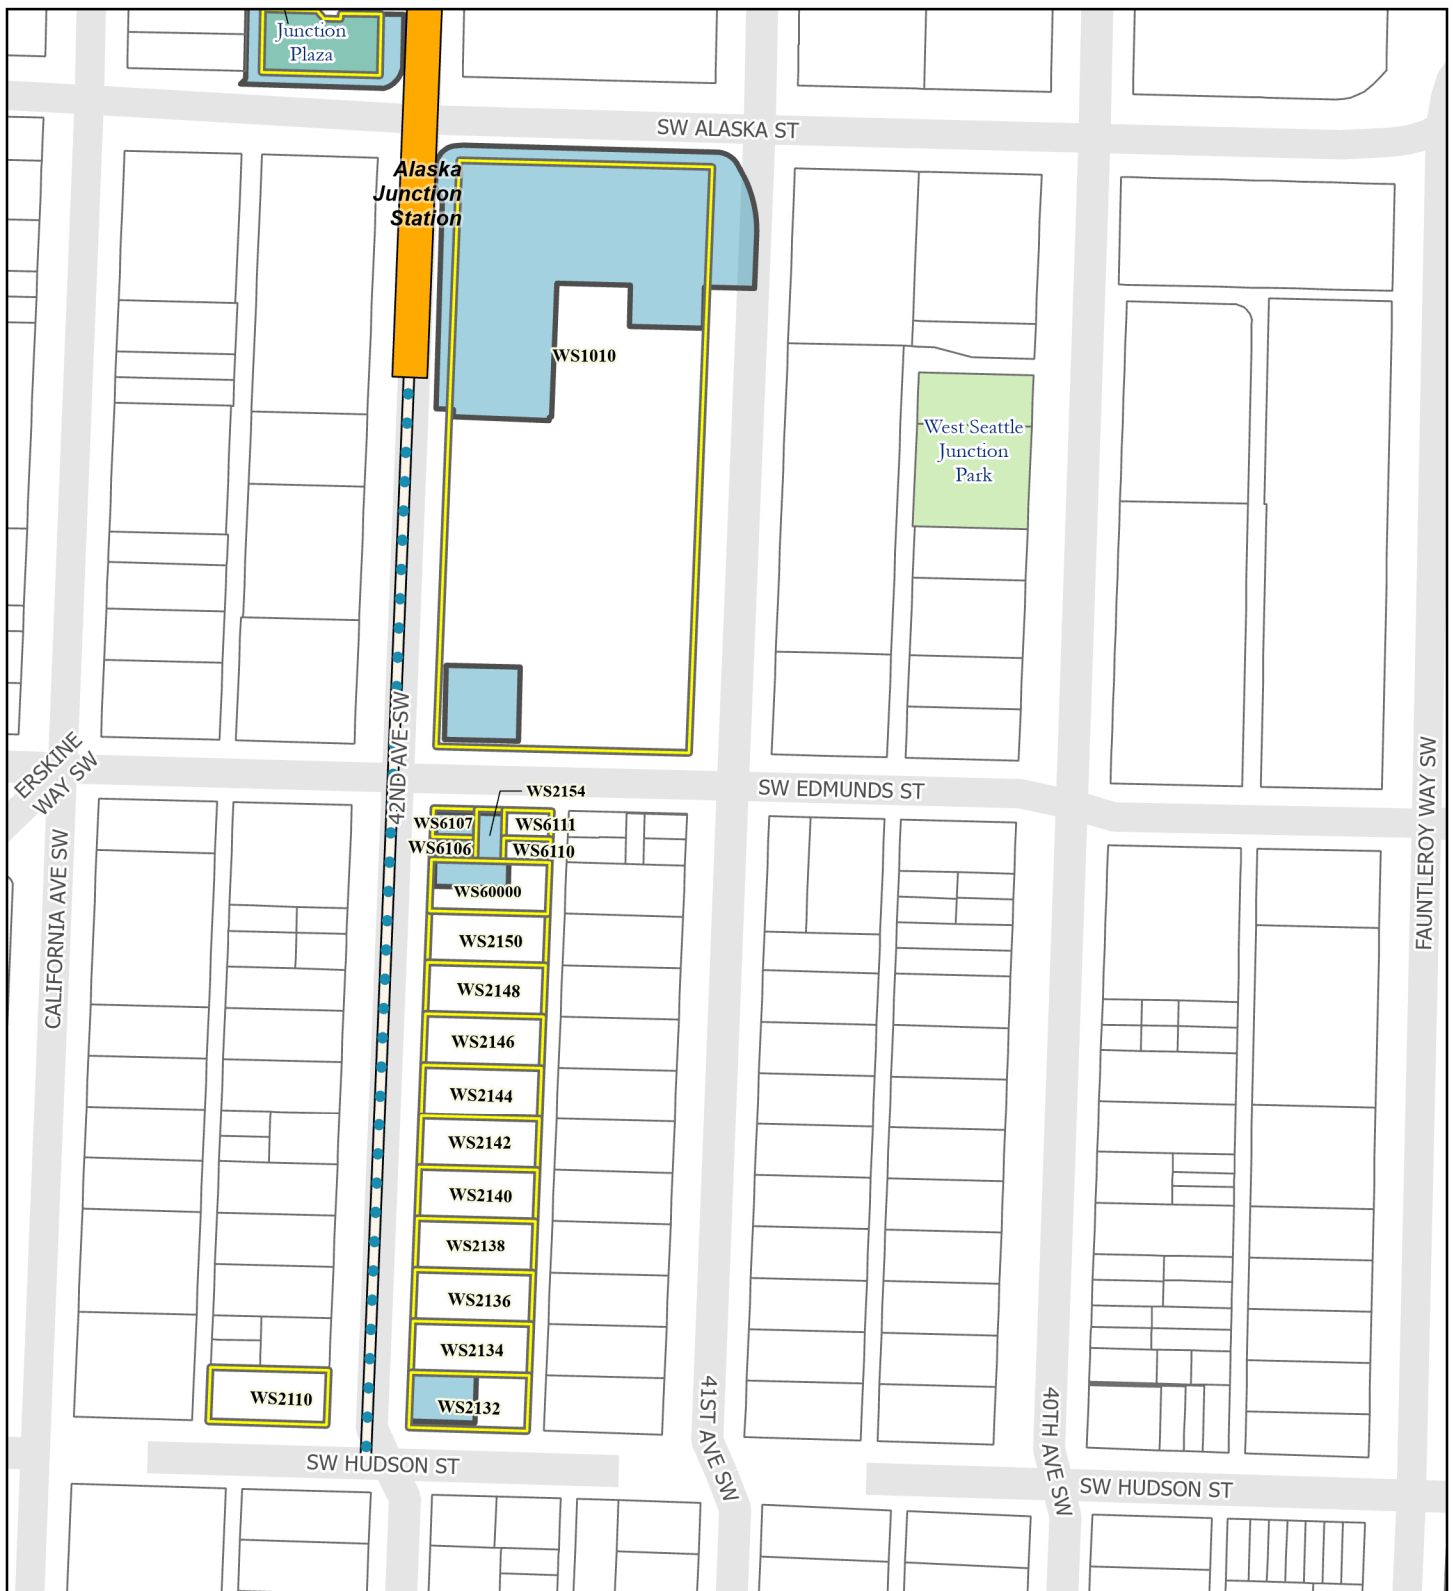 Junction
Plaza
SW ALASKA ST
Alaska
Junction
Station
WS1010
West Seattle
Junction
Park
42ND AVE SW
ERSKINE
WAY SW
SW EDMUNDS ST
FAUNTLEROY WAY SW
CALIFORNIA AVE SW
WS2154
WS6107
WS6111
WS6106
WS6110
WS60000
WS2150
WS2148
WS2146
WS2144
WS2142
WS2140
WS2138
WS2136
WS2134
WS2110
WS2132
41ST AVE SW
40TH AVE SW
SW HUDSON ST
SW HUDSON ST